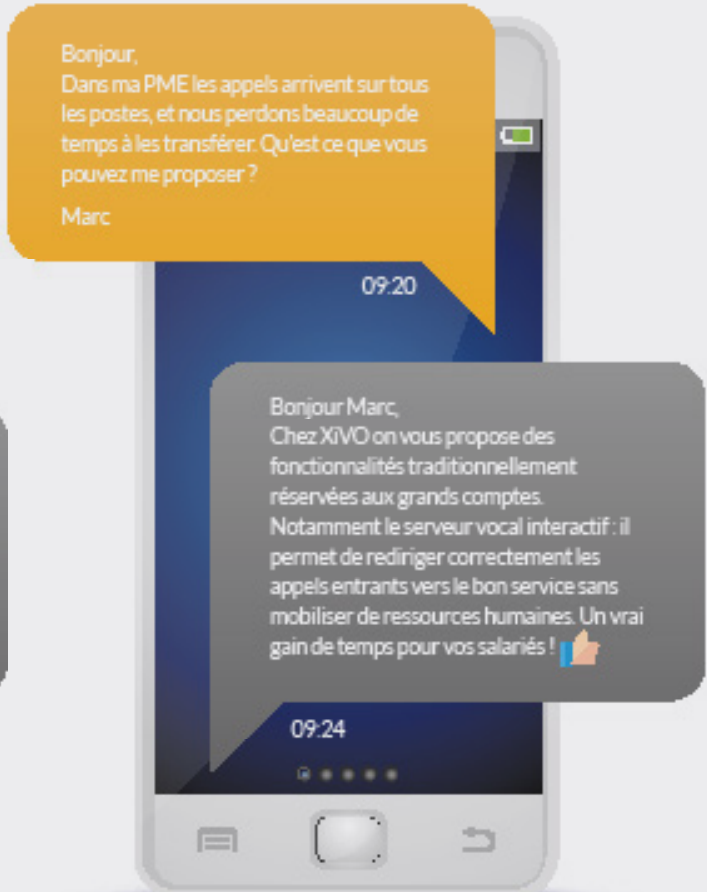 Bonjour,
Dans ma PME les appels arrivent sur tous
les postes, et nous perdons beaucoup de
temps à les transférer. Qu'est ce que vous
pouvez me proposer ?
Marc
09:20
Bonjour Marc,
Chez XiVO on vous propose des
fonctionnalités traditionnellement
réservées aux grands comptes.
Notamment le serveur vocal interactif : il
permet de rediriger correctement les
appels entrants vers le bon service sans
mobiliser de ressources humaines. Un vrai
gain de temps pour vos salariés !
09:24